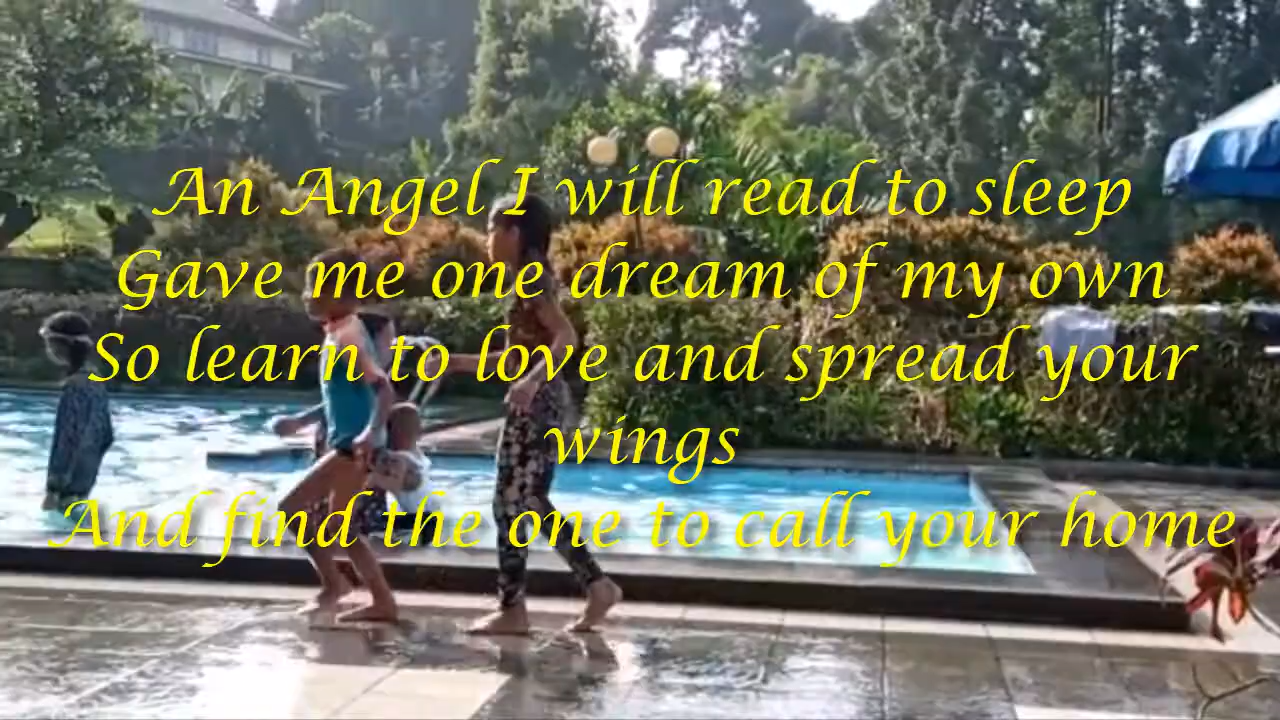 An Angel I will read to sleep
Gave me one dream of my own
So learn to love and spread your
wings
And find the one to call your home